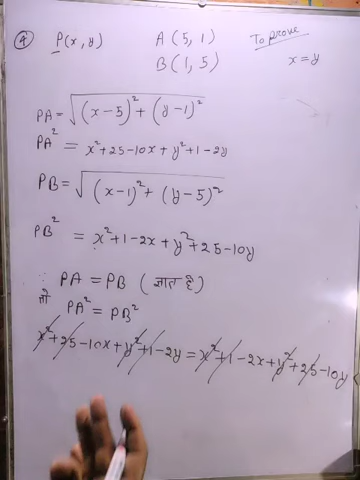 ④ P(x, y) A(5, 1) To prove
B(1, 5) x = y
PA = √((x-5)² + (y-1)²)
PA² = x²+25-10x+y²+1-2y
PB = √((x-1)² + (y-5)²)
PB² = x²+1-2x+y²+25-10y
∵ PA = PB (ज्ञात है)
तो PA² = PB²
x²+25-10x+y²+1-2y = x²+1-2x+y²+25-10y